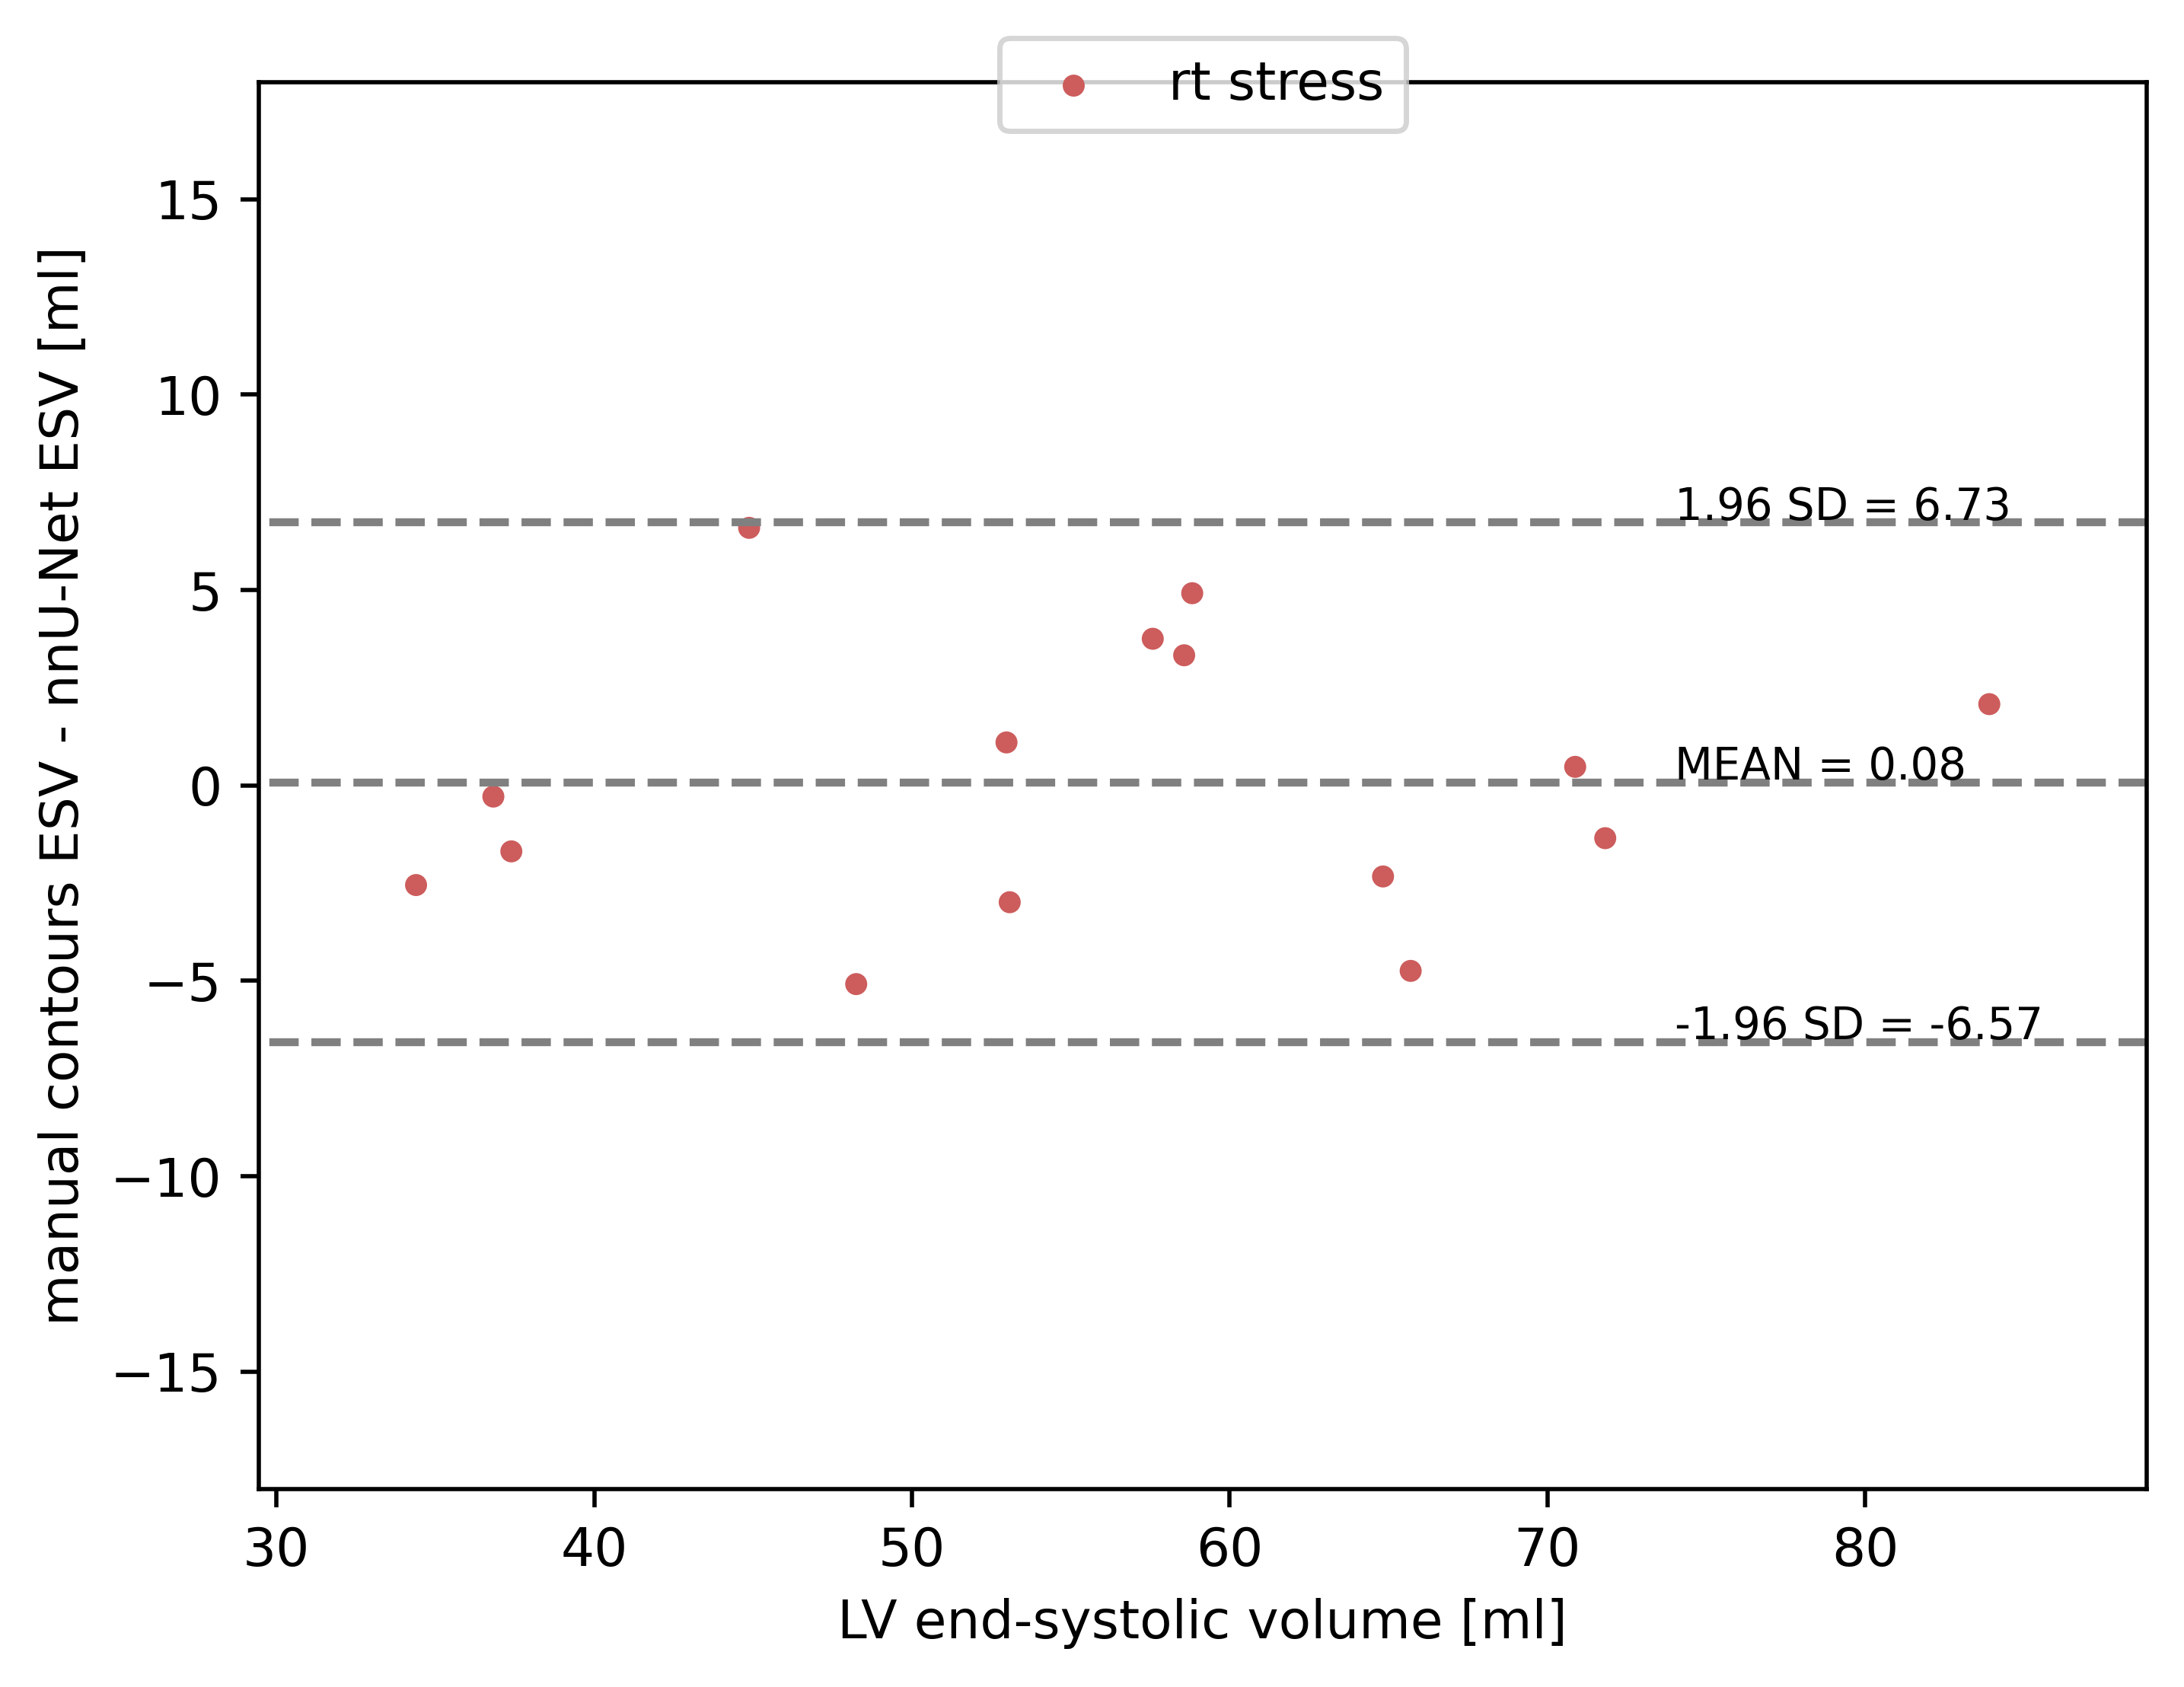 rt stress
manual contours ESV - nnU-Net ESV [ml]
15
10
5
0
−5
−10
−15
1.96 SD = 6.73
MEAN = 0.08
-1.96 SD = -6.57
30 40 50 60 70 80
LV end-systolic volume [ml]